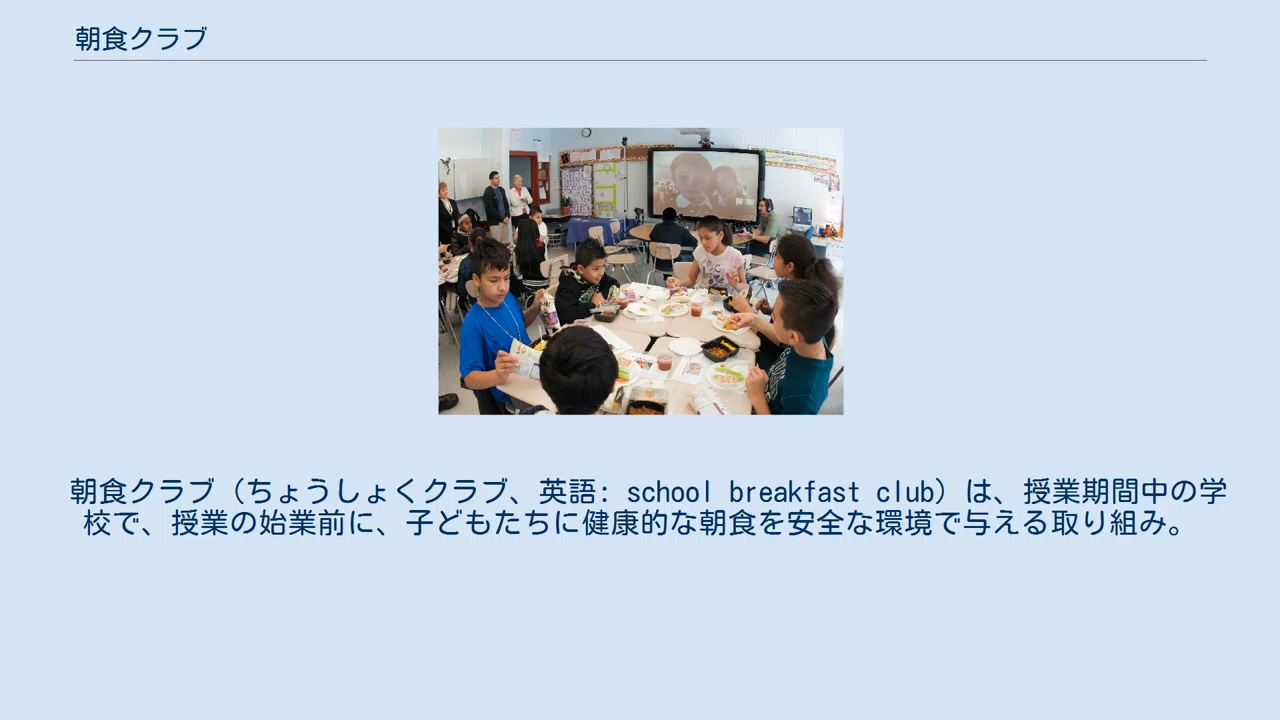 朝食クラブ
朝食クラブ（ちょうしょくクラブ、英語: school breakfast club）は、授業期間中の学
校で、授業の始業前に、子どもたちに健康的な朝食を安全な環境で与える取り組み。